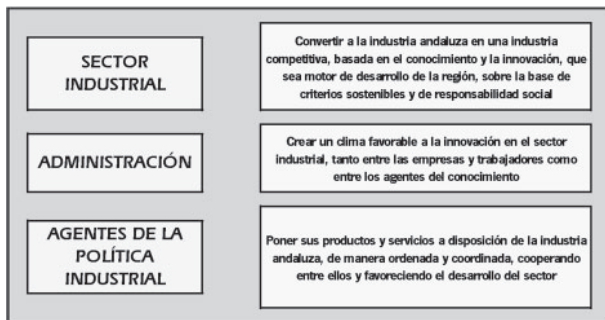 SECTOR
INDUSTRIAL
Convertir a la industria andaluza en una industria
competitiva, basada en el conocimiento y la innovación, que
sea motor de desarrollo de la región, sobre la base de
criterios sostenibles y de responsabilidad social
ADMINISTRACIÓN
Crear un clima favorable a la innovación en el sector
industrial, tanto entre las empresas y trabajadores como
entre los agentes del conocimiento
AGENTES DE LA
POLÍTICA
INDUSTRIAL
Poner sus productos y servicios a disposición de la industria
andaluza, de manera ordenada y coordinada, cooperando
entre ellos y favoreciendo el desarrollo del sector